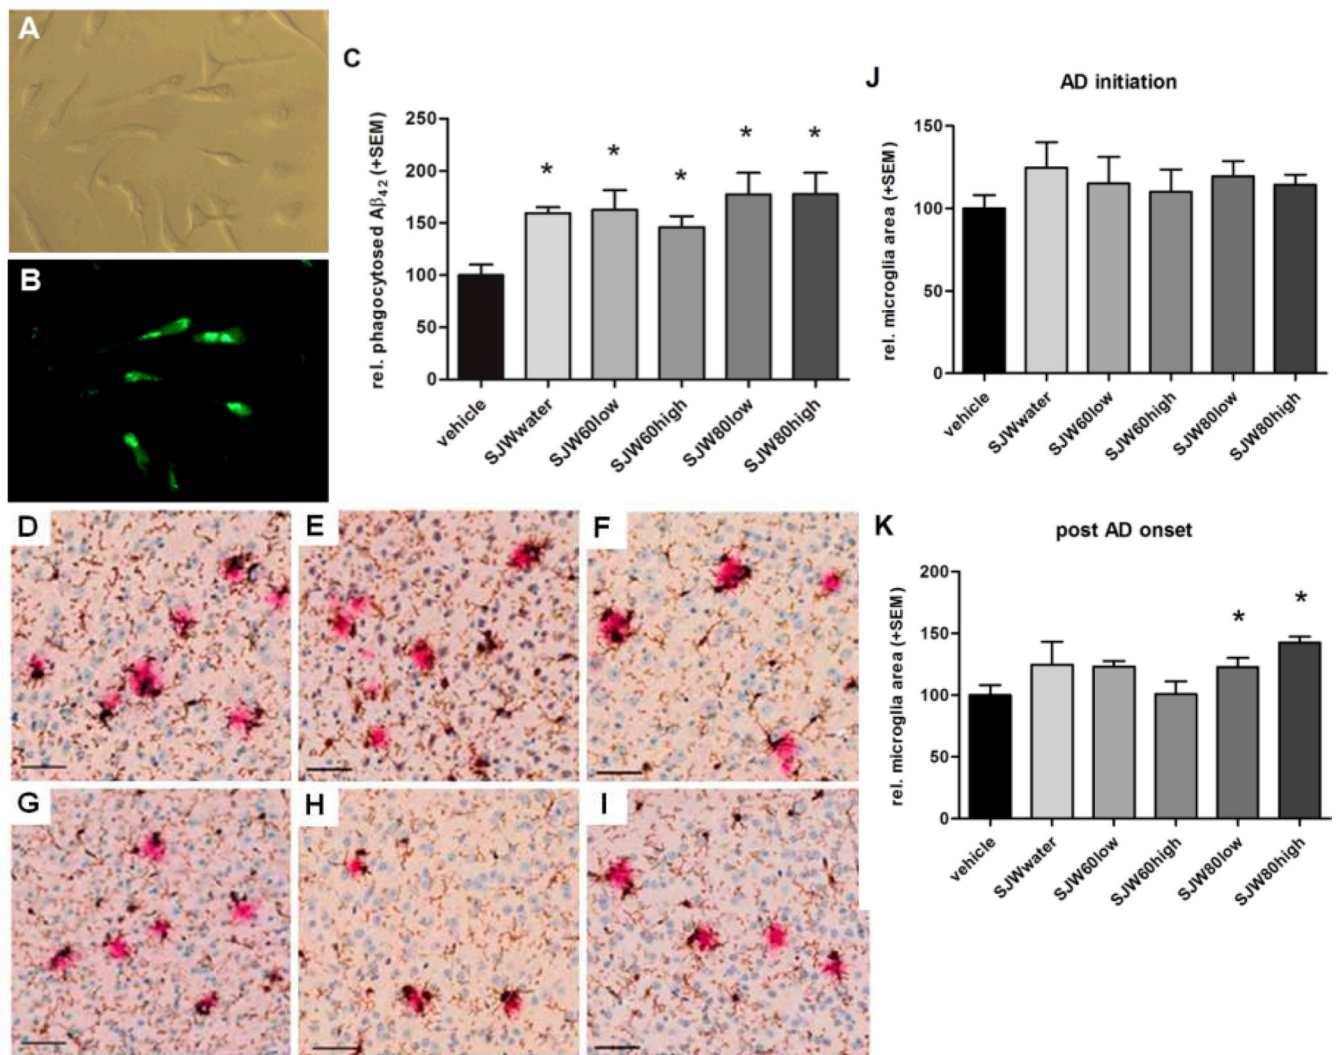 A
B
C
rel. phagocytosed Aβ42 (+SEM)
250
200
150
100
50
0
*
*
*
*
*
vehicle
SJWwater
SJW60low
SJW60high
SJW80low
SJW80high
J
AD initiation
rel. microglia area (+SEM)
150
100
50
0
vehicle
SJWwater
SJW60low
SJW60high
SJW80low
SJW80high
D
E
F
G
H
I
K
post AD onset
rel. microglia area (+SEM)
200
150
100
50
0
*
*
vehicle
SJWwater
SJW60low
SJW60high
SJW80low
SJW80high